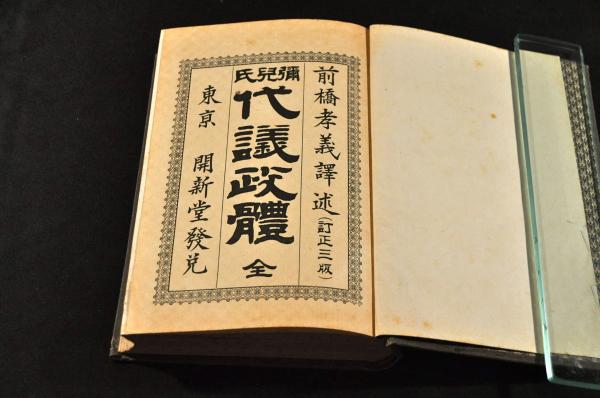 前橋孝義譯述(訂正三版)
彌兒氏
代議政體 全
東京 開新堂發兌